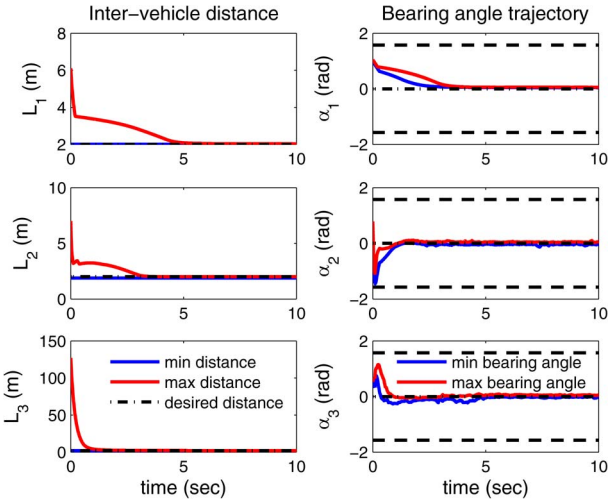 Inter-vehicle distance
Bearing angle trajectory
8
6
4
2
L1 (m)
0
5
10
2
0
-2
α1 (rad)
0
5
10
10
5
0
L2 (m)
0
5
10
2
0
-2
α2 (rad)
0
5
10
150
100
50
0
L3 (m)
min distance
max distance
desired distance
0
5
10
time (sec)
2
0
-2
α3 (rad)
min bearing angle
max bearing angle
0
5
10
time (sec)